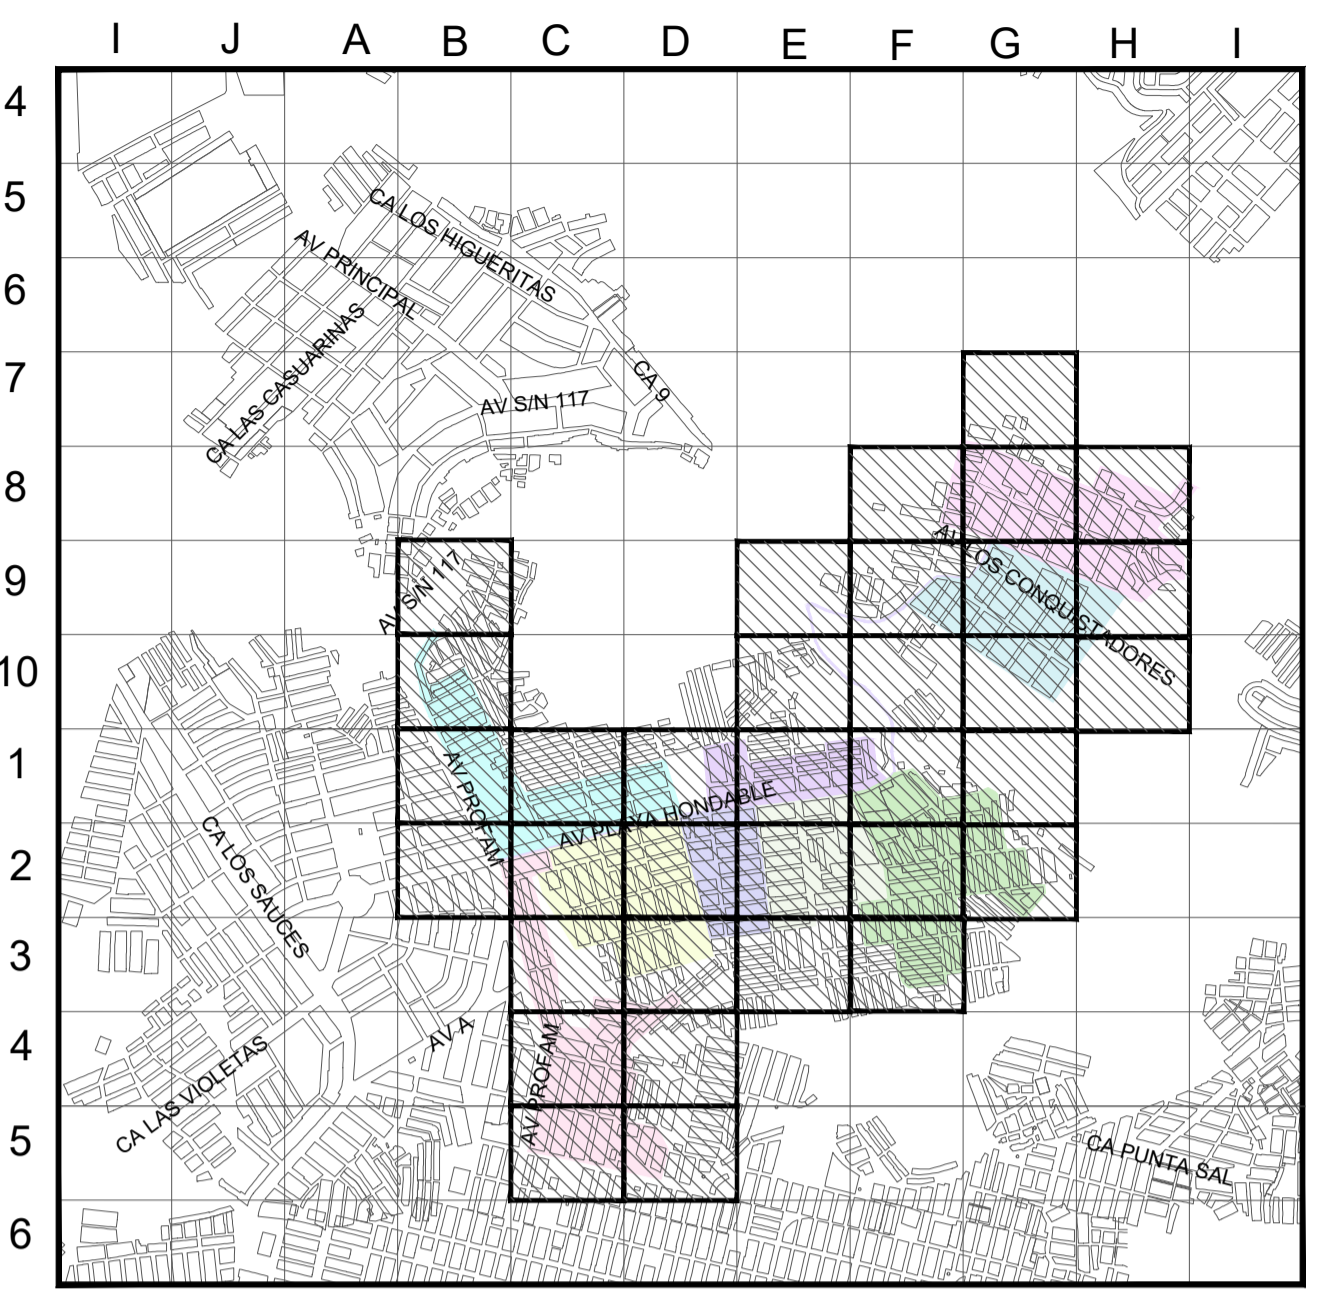 I J A B C D E F G H I
4
5
CA LOS HIGUERITAS
AV PRINCIPAL
6
CA LAS CASUARINAS
7
CA 9
AV S/N 117
8
AV LOS CONQUISTADORES
9
AV S/N 117
10
1
AV PROFAM
AV PLAYA HONDABLE
2
CA LOS SAUCES
3
4
AV A
AV PROFAM
CA LAS VIOLETAS
5
CA PUNTA SAL
6